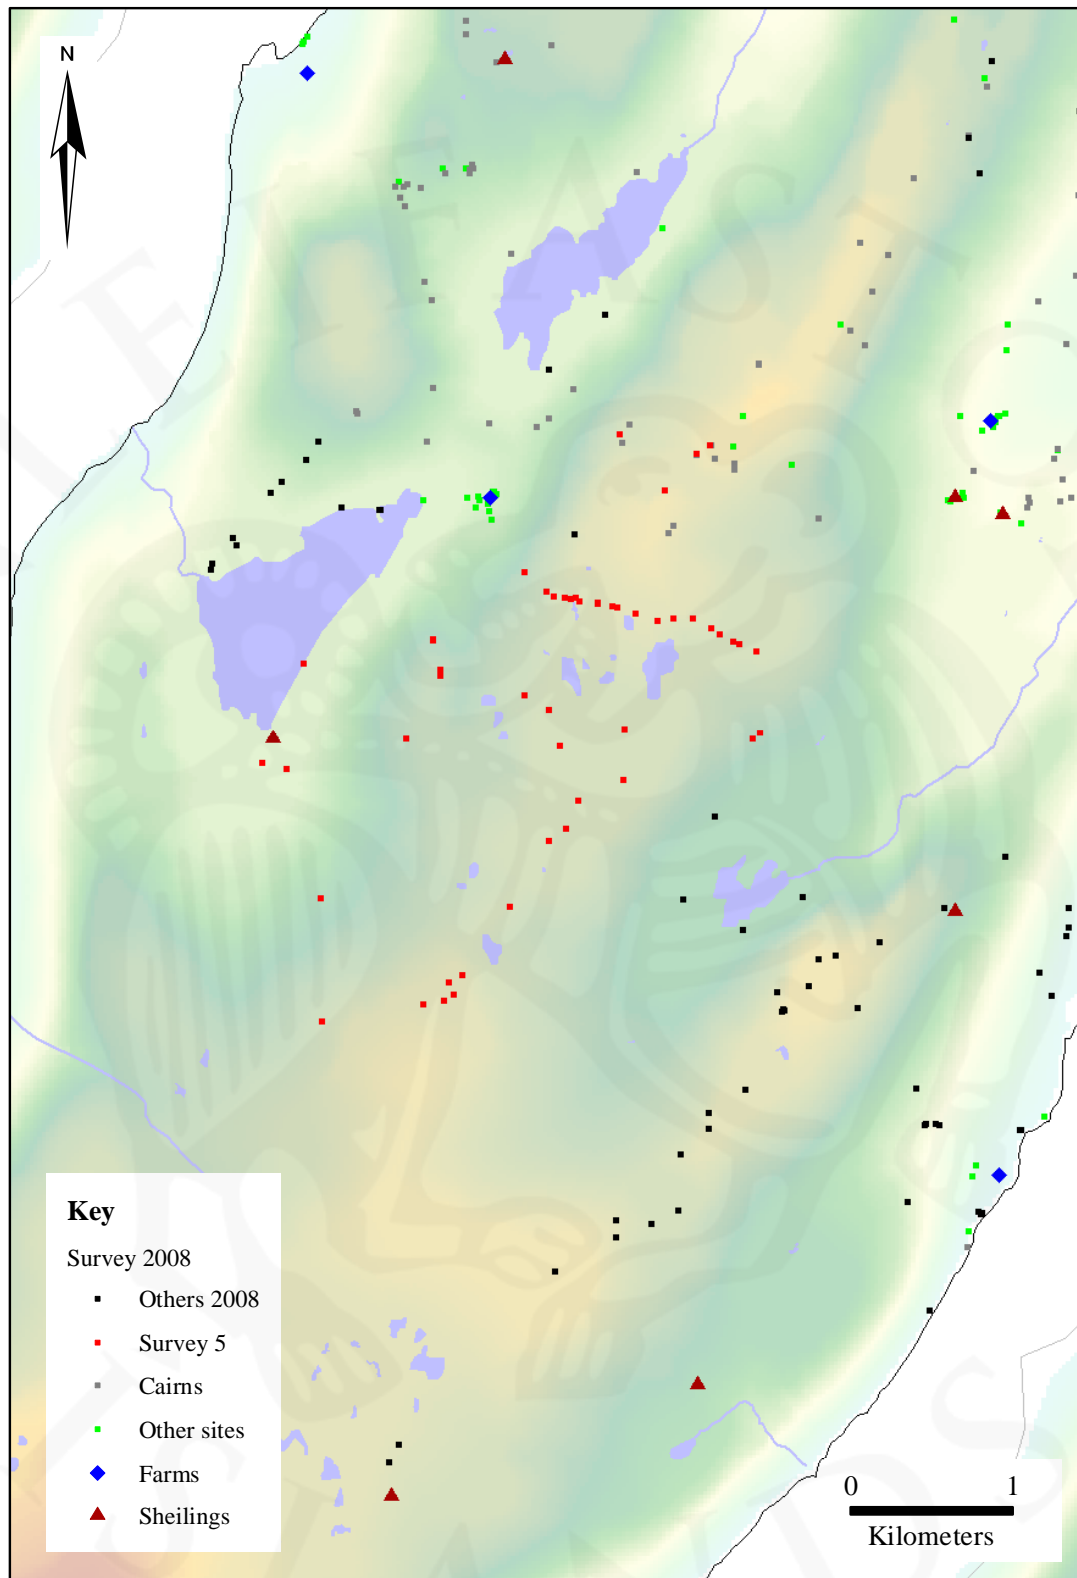 N
Key
Survey 2008
Others 2008
Survey 5
Cairns
Other sites
Farms
Sheilings
0 1
Kilometers